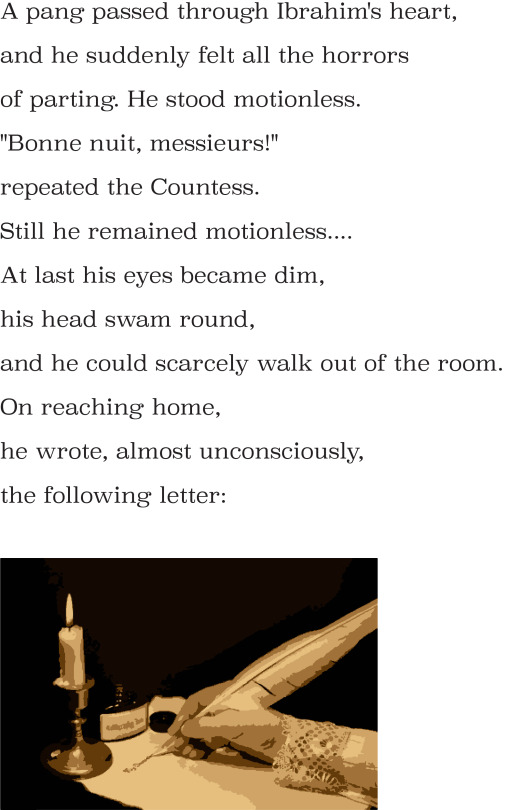 A pang passed through Ibrahim's heart,
and he suddenly felt all the horrors
of parting. He stood motionless.
"Bonne nuit, messieurs!"
repeated the Countess.
Still he remained motionless....
At last his eyes became dim,
his head swam round,
and he could scarcely walk out of the room.
On reaching home,
he wrote, almost unconsciously,
the following letter: